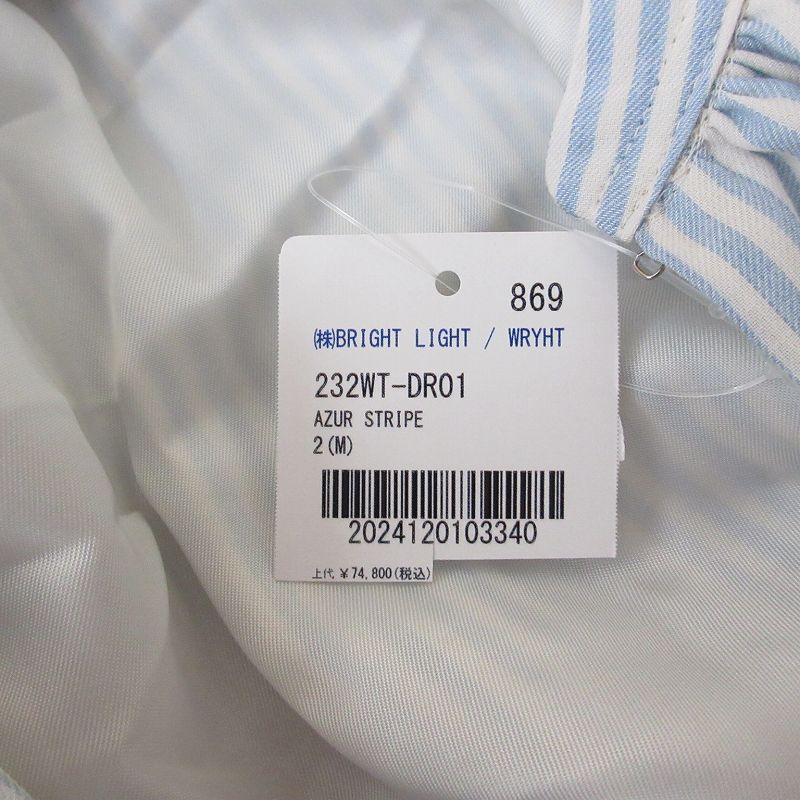 869
㈱BRIGHT LIGHT / WRYHT
232WT-DR01
AZUR STRIPE
2(M)
2024120103340
上代 ¥74,800(税込)